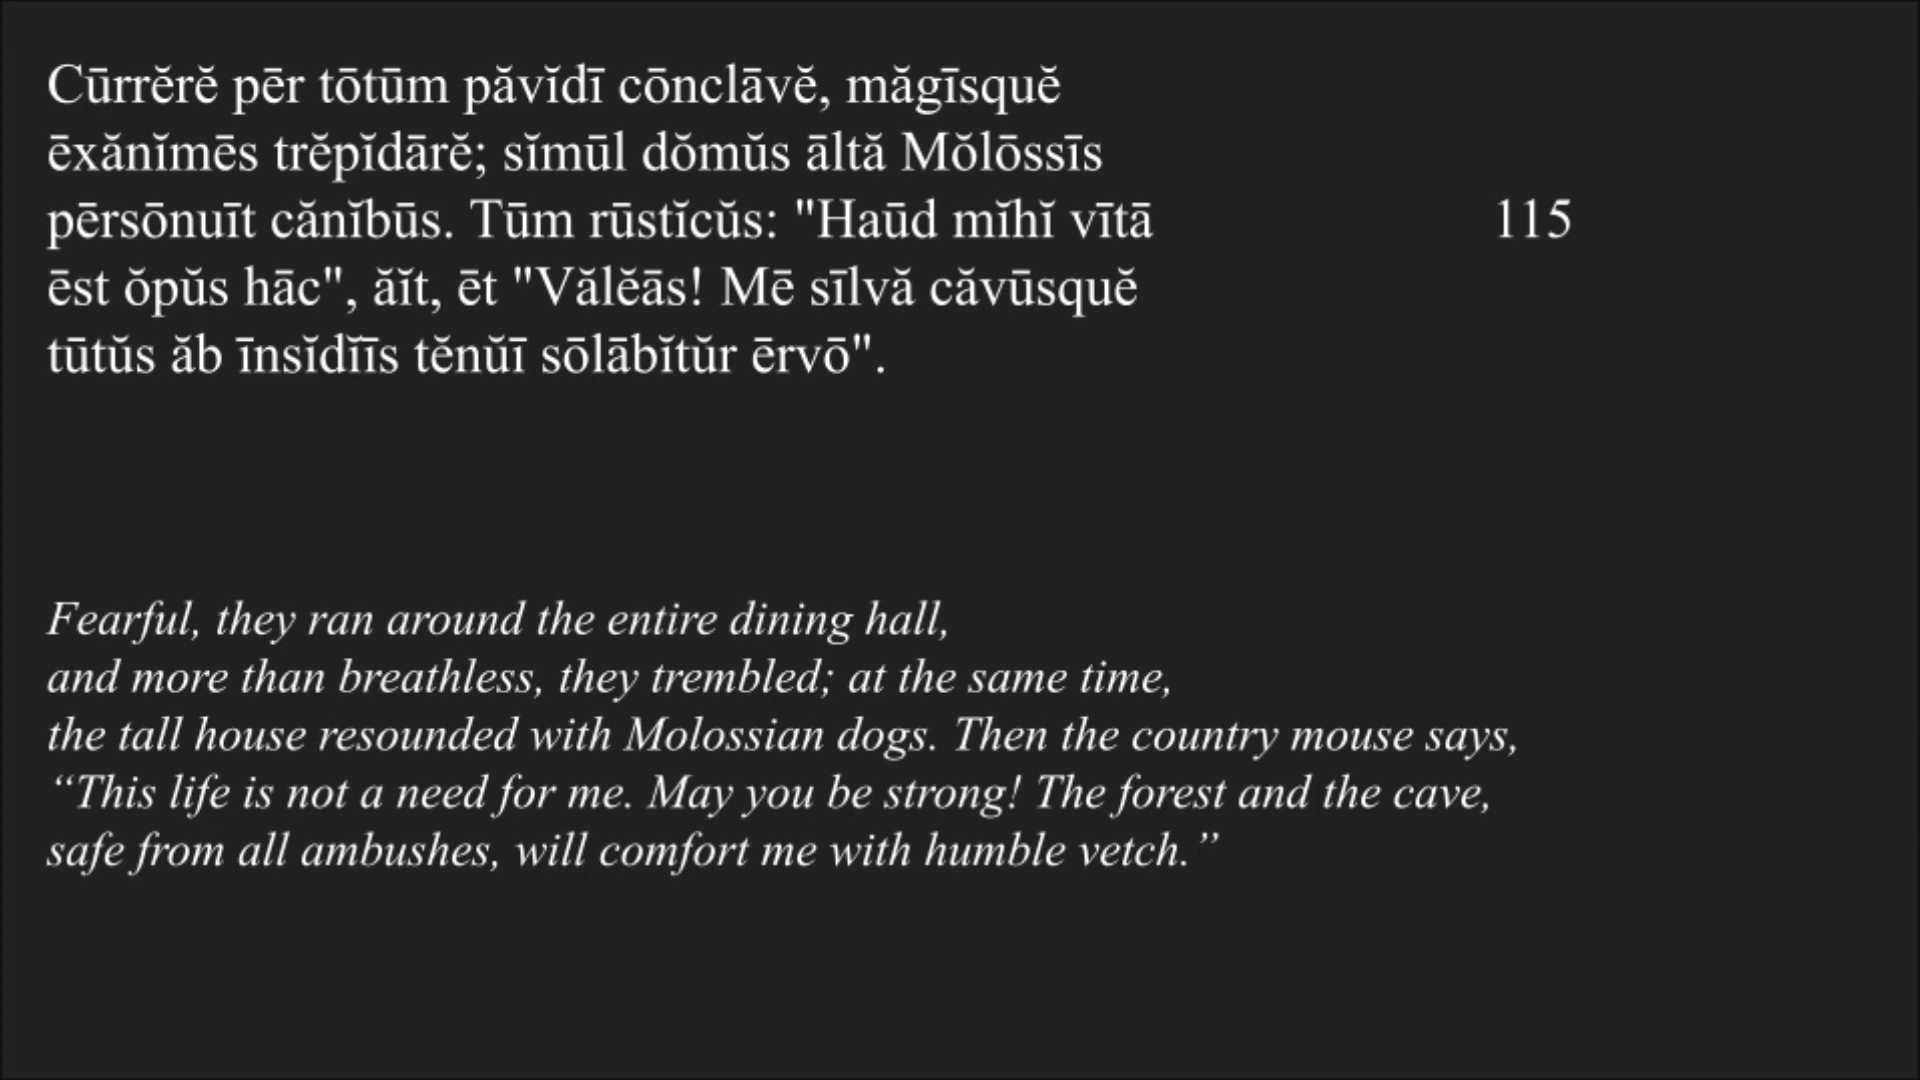 Cūrrĕrĕ pēr tōtūm păvĭdī cōnclāvĕ, măgīsquĕ
ēxănĭmēs trĕpĭdārĕ; sĭmūl dŏmŭs āltă Mŏlōssīs
pērsōnuīt cănĭbūs. Tūm rūstĭcŭs: "Haūd mĭhĭ vītā
115
ēst ŏpŭs hāc", ăĭt, ēt "Vălĕās! Mē sīlvă căvūsquĕ
tūtŭs ăb īnsĭdĭīs tĕnŭī sōlābĭtŭr ērvō".
Fearful, they ran around the entire dining hall,
and more than breathless, they trembled; at the same time,
the tall house resounded with Molossian dogs. Then the country mouse says,
“This life is not a need for me. May you be strong! The forest and the cave,
safe from all ambushes, will comfort me with humble vetch.”